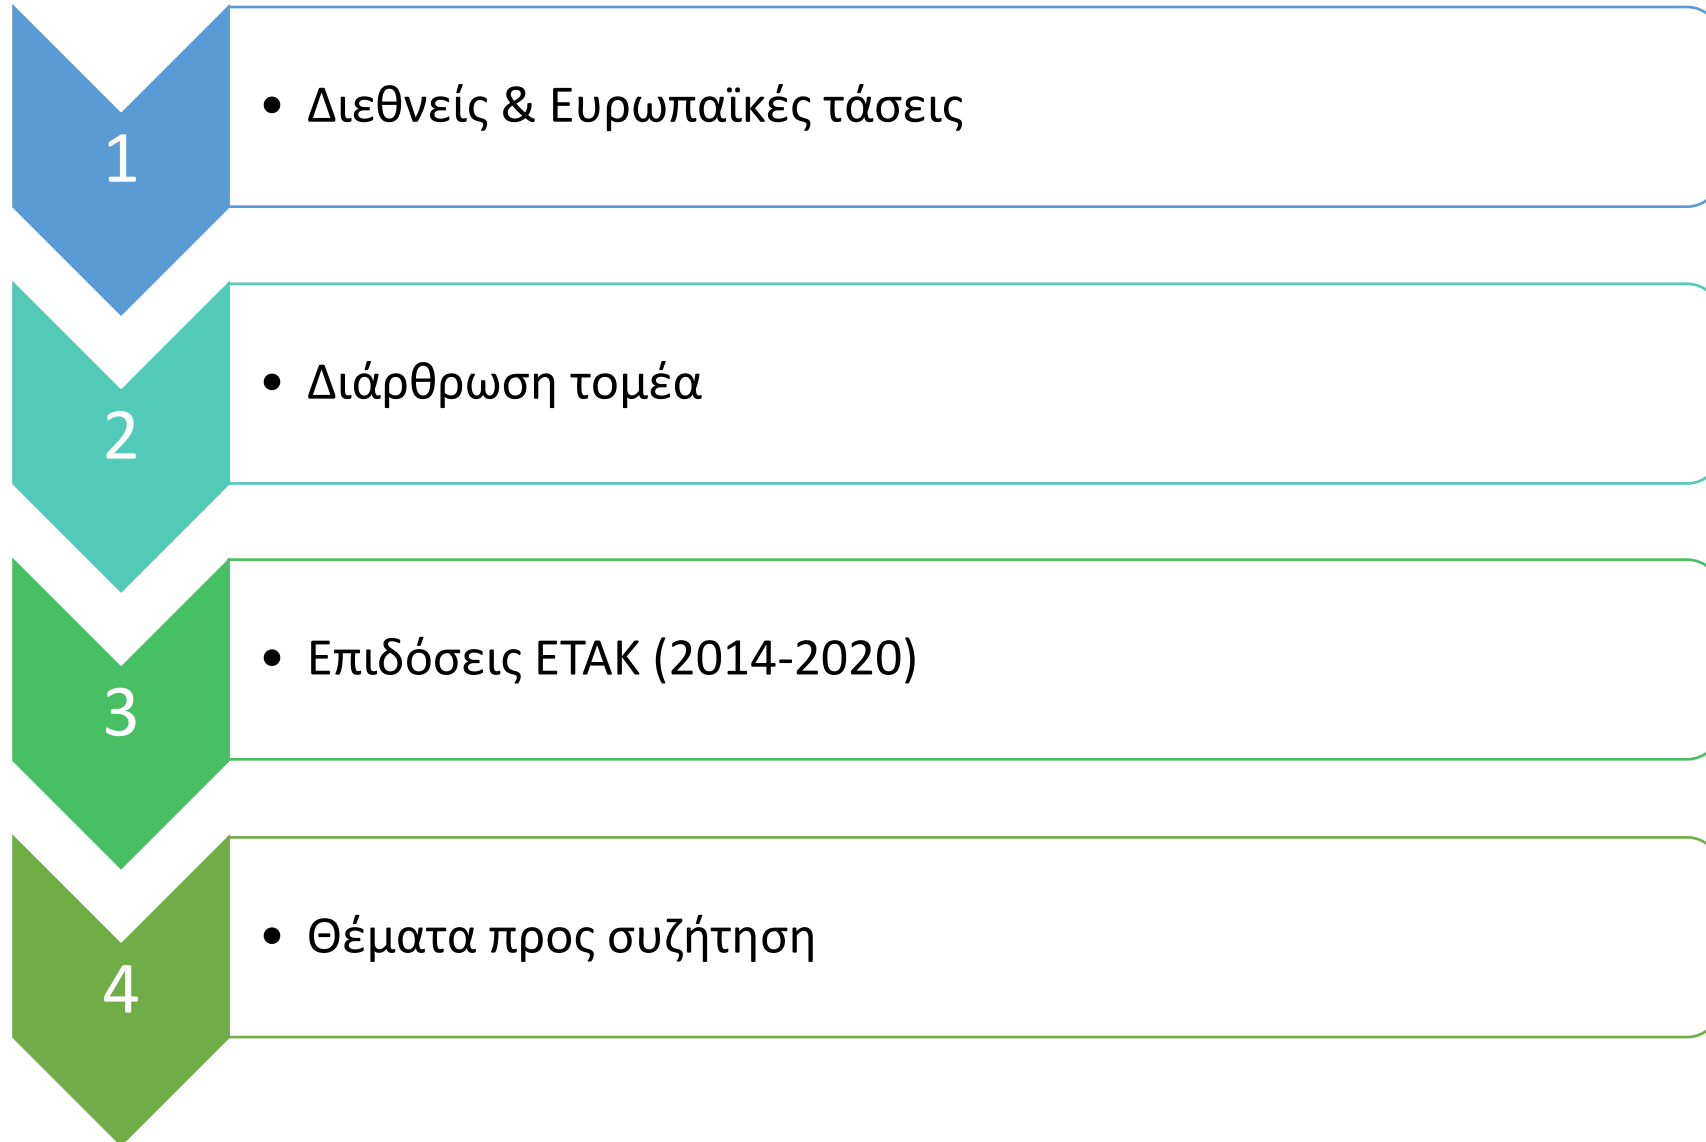 1
• Διεθνείς & Ευρωπαϊκές τάσεις
2
• Διάρθρωση τομέα
3
• Επιδόσεις ΕΤΑΚ (2014-2020)
4
• Θέματα προς συζήτηση